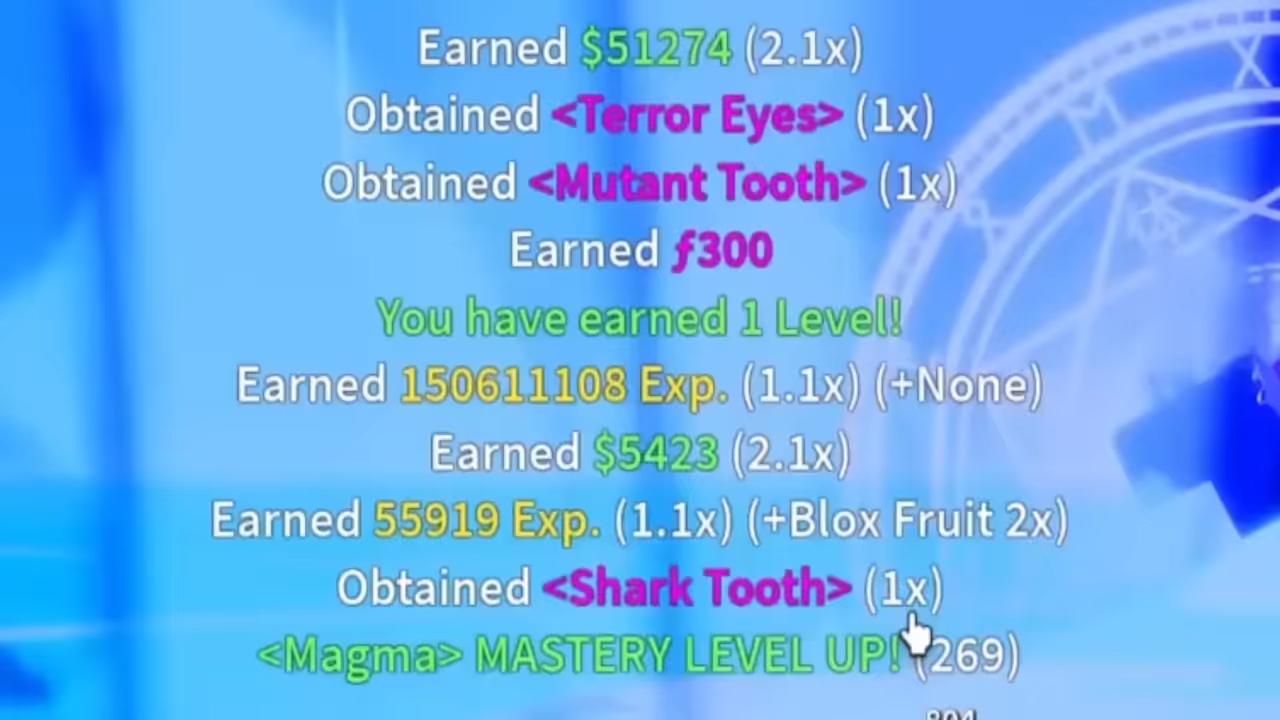 Earned $51274 (2.1x)
Obtained <Terror Eyes> (1x)
Obtained <Mutant Tooth> (1x)
Earned ƒ300
You have earned 1 Level!
Earned 150611108 Exp. (1.1x) (+None)
Earned $5423 (2.1x)
Earned 55919 Exp. (1.1x) (+Blox Fruit 2x)
Obtained <Shark Tooth> (1x)
<Magma> MASTERY LEVEL UP! (269)